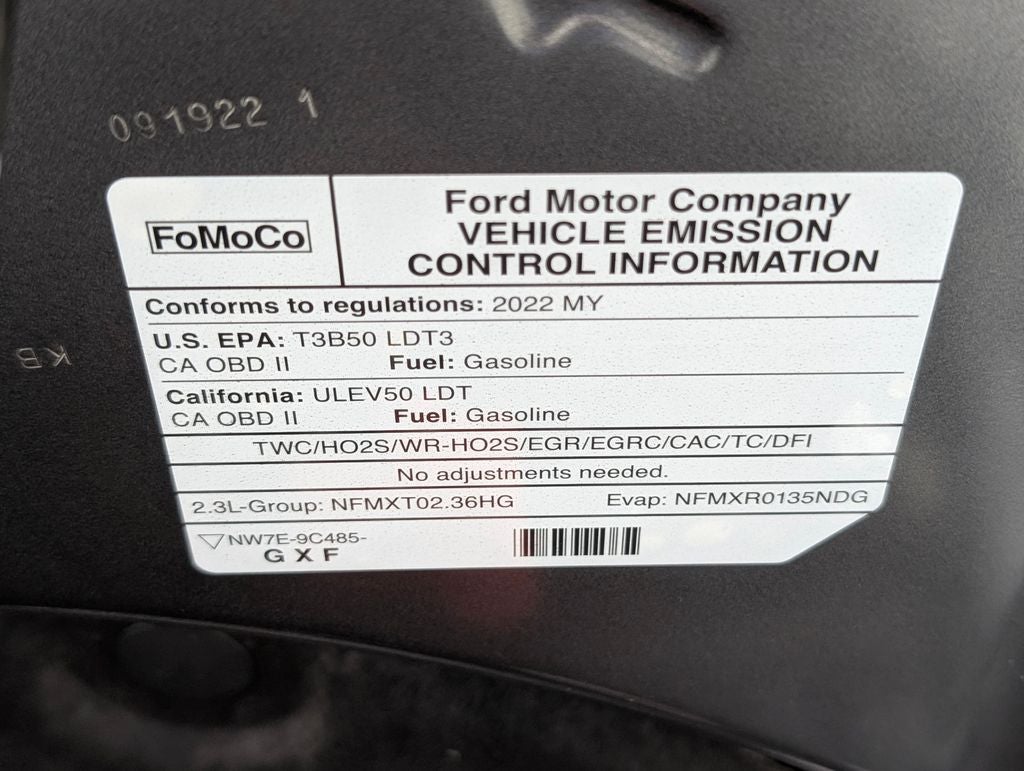 091922 1
FoMoCo
Ford Motor Company
VEHICLE EMISSION
CONTROL INFORMATION
Conforms to regulations: 2022 MY
U.S. EPA: T3B50 LDT3
CA OBD II Fuel: Gasoline
KB
California: ULEV50 LDT
CA OBD II Fuel: Gasoline
TWC/HO2S/WR-HO2S/EGR/EGRC/CAC/TC/DFI
No adjustments needed.
2.3L-Group: NFMXT02.36HG Evap: NFMXR0135NDG
NW7E-9C485-
G X F